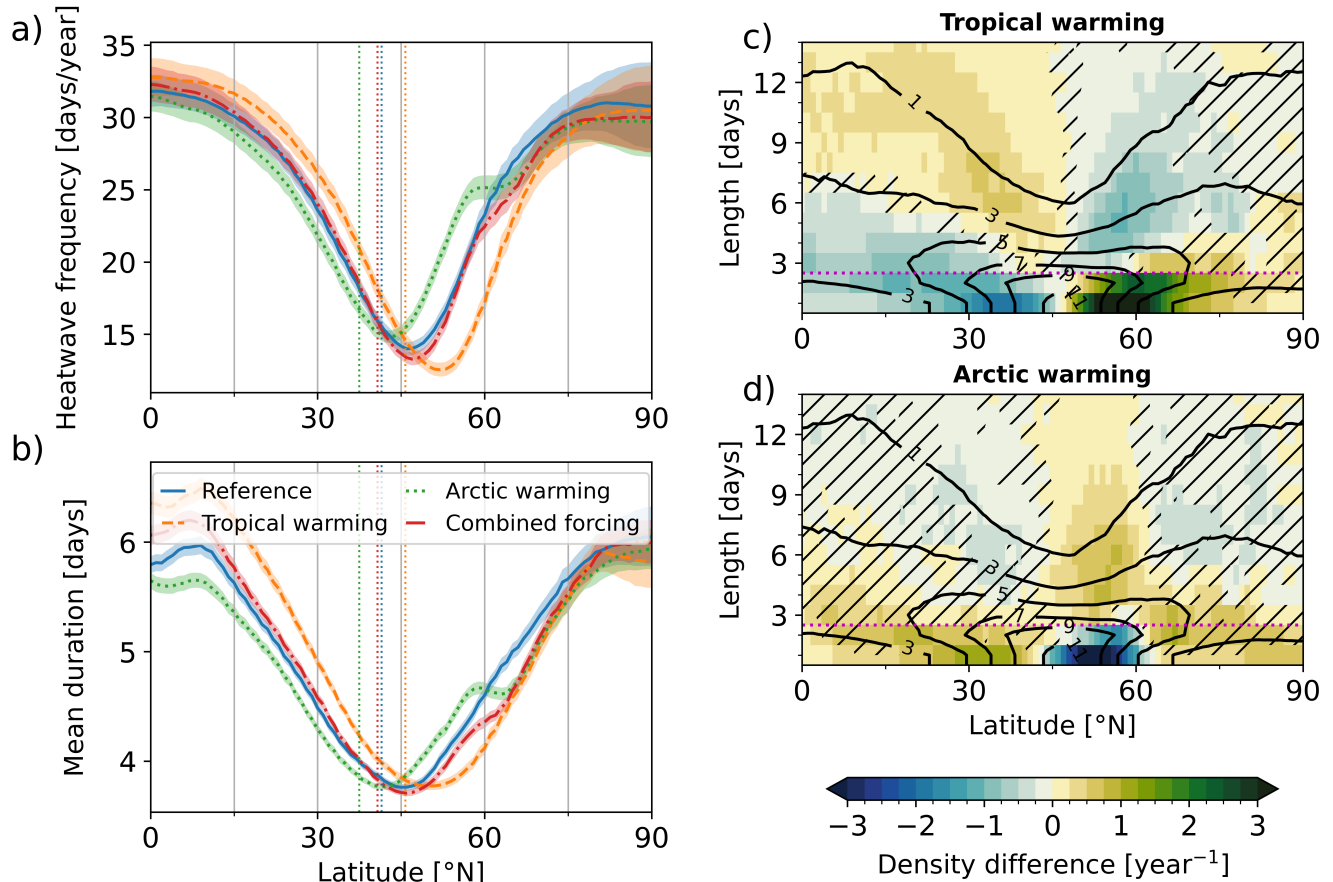 a)
Heatwave frequency [days/year]
35
30
25
20
15
0 30 60 90
b)
Mean duration [days]
6
5
4
Reference
Tropical warming
Arctic warming
Combined forcing
0 30 60 90
Latitude [°N]
c)
Tropical warming
Length [days]
12
9
6
3
1
3
5
7
9
11
3
0 30 60 90
d)
Arctic warming
Length [days]
12
9
6
3
1
3
5
7
9
11
3
0 30 60 90
Latitude [°N]
−3 −2 −1 0 1 2 3
Density difference [year⁻¹]